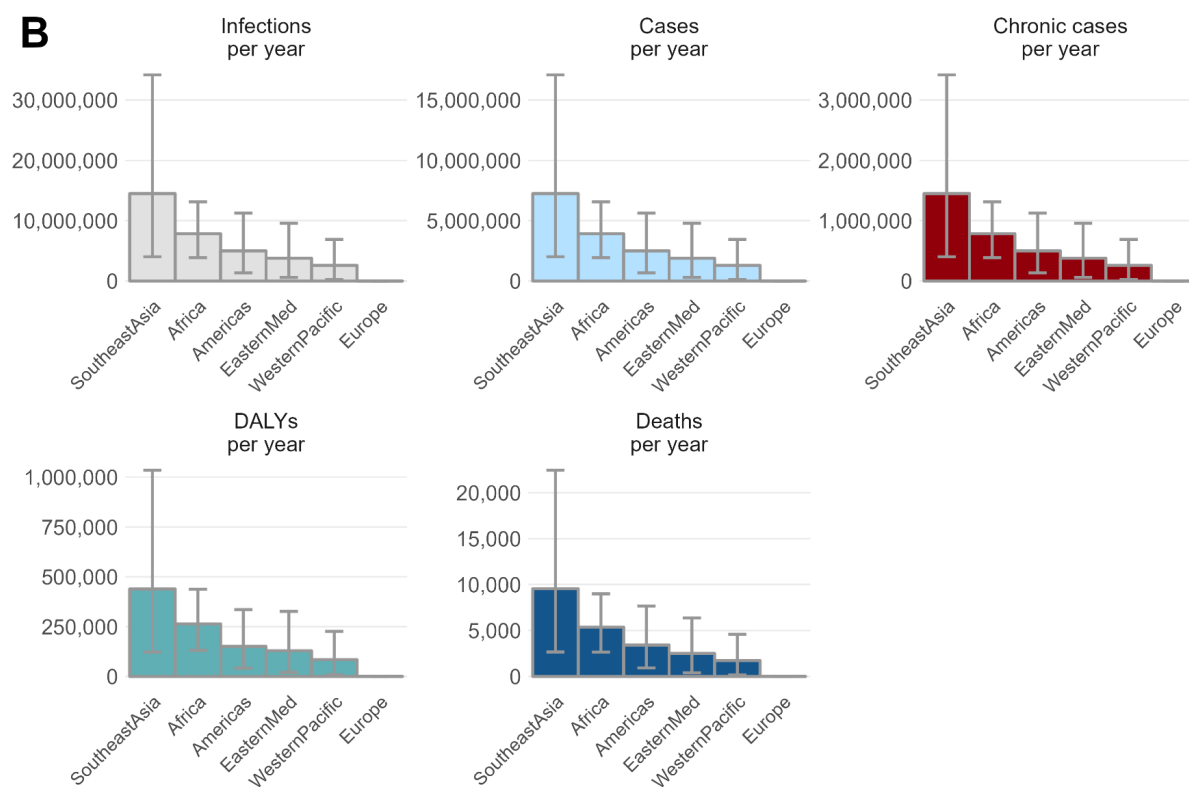 B
Infections
per year
Cases
per year
Chronic cases
per year
30,000,000
20,000,000
10,000,000
0
SoutheastAsia
Africa
Americas
EasternMed
WesternPacific
Europe
15,000,000
10,000,000
5,000,000
0
SoutheastAsia
Africa
Americas
EasternMed
WesternPacific
Europe
3,000,000
2,000,000
1,000,000
0
SoutheastAsia
Africa
Americas
EasternMed
WesternPacific
Europe
DALYs
per year
Deaths
per year
1,000,000
750,000
500,000
250,000
0
SoutheastAsia
Africa
Americas
EasternMed
WesternPacific
Europe
20,000
15,000
10,000
5,000
0
SoutheastAsia
Africa
Americas
EasternMed
WesternPacific
Europe